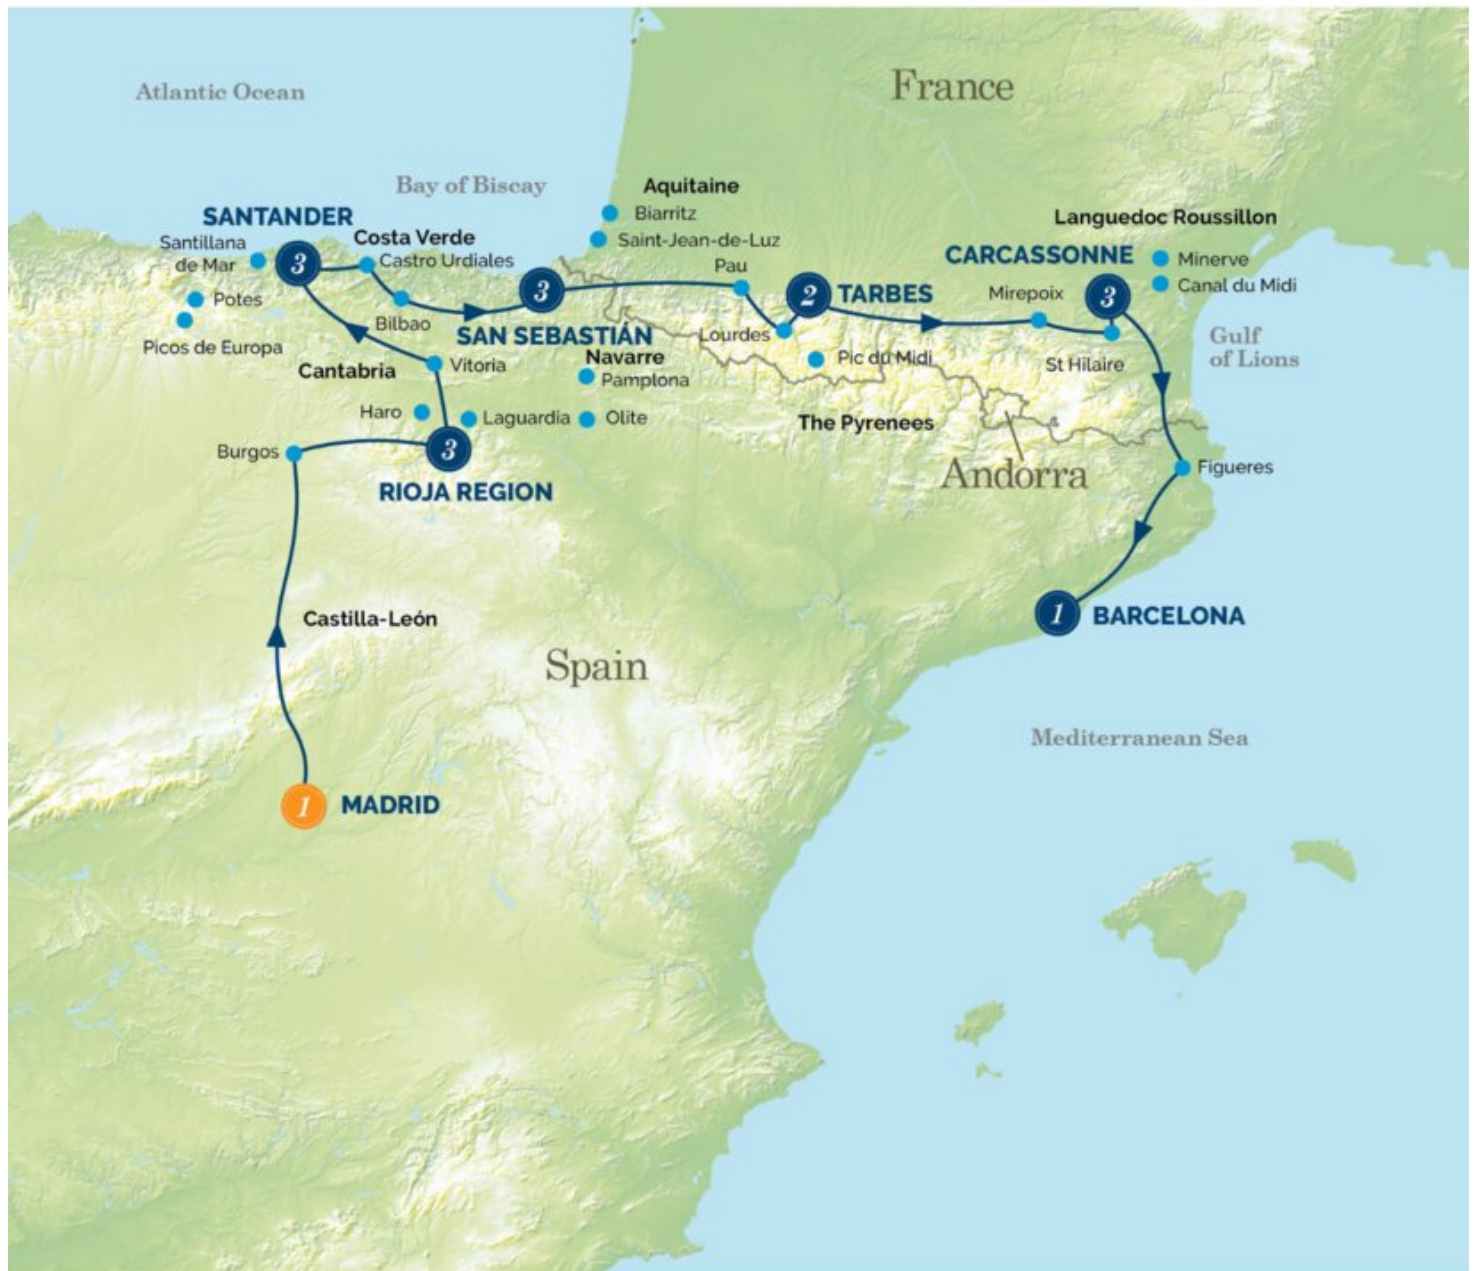 France
Atlantic Ocean
Bay of Biscay
Aquitaine
Biarritz
Saint-Jean-de-Luz
Pau
Languedoc Roussillon
SANTANDER
3
Costa Verde
Castro Urdiales
Santillana
de Mar
Potes
Picos de Europa
Bilbao
3
SAN SEBASTIÁN
2
TARBES
Lourdes
Pic du Midi
CARCASSONNE
3
Mirepoix
St Hilaire
Minerve
Canal du Midi
Gulf
of Lions
Navarre
Pamplona
Olite
Cantabria
Vitoria
Haro
Laguardia
Burgos
3
RIOJA REGION
The Pyrenees
Andorra
Figueres
Castilla-León
Spain
1
BARCELONA
Mediterranean Sea
1
MADRID